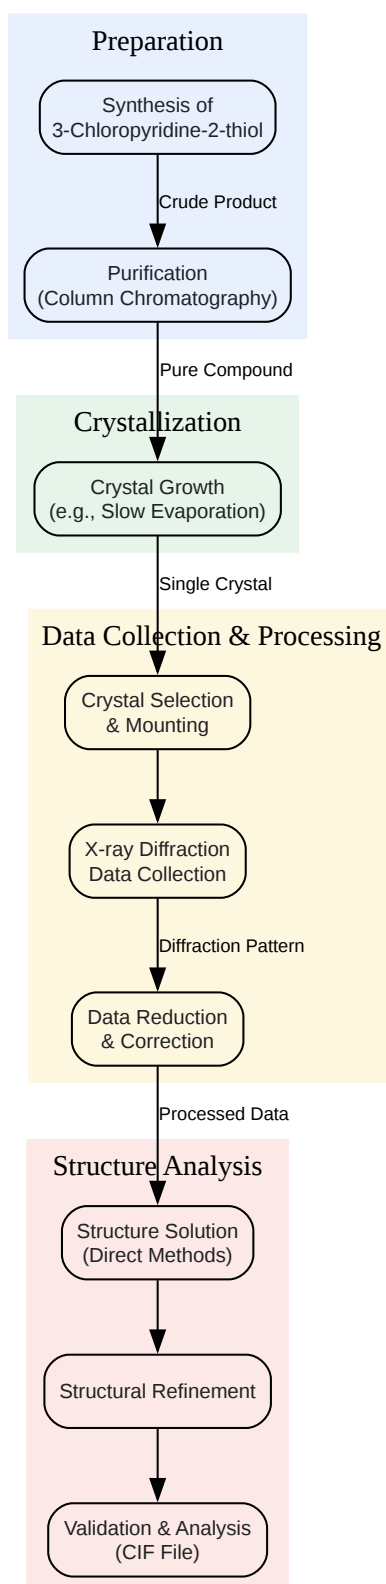 Preparation
Synthesis of
3-Chloropyridine-2-thiol
Crude Product
Purification
(Column Chromatography)
Pure Compound
Crystallization
Crystal Growth
(e.g., Slow Evaporation)
Single Crystal
Data Collection & Processing
Crystal Selection
& Mounting
X-ray Diffraction
Data Collection
Diffraction Pattern
Data Reduction
& Correction
Processed Data
Structure Analysis
Structure Solution
(Direct Methods)
Structural Refinement
Validation & Analysis
(CIF File)